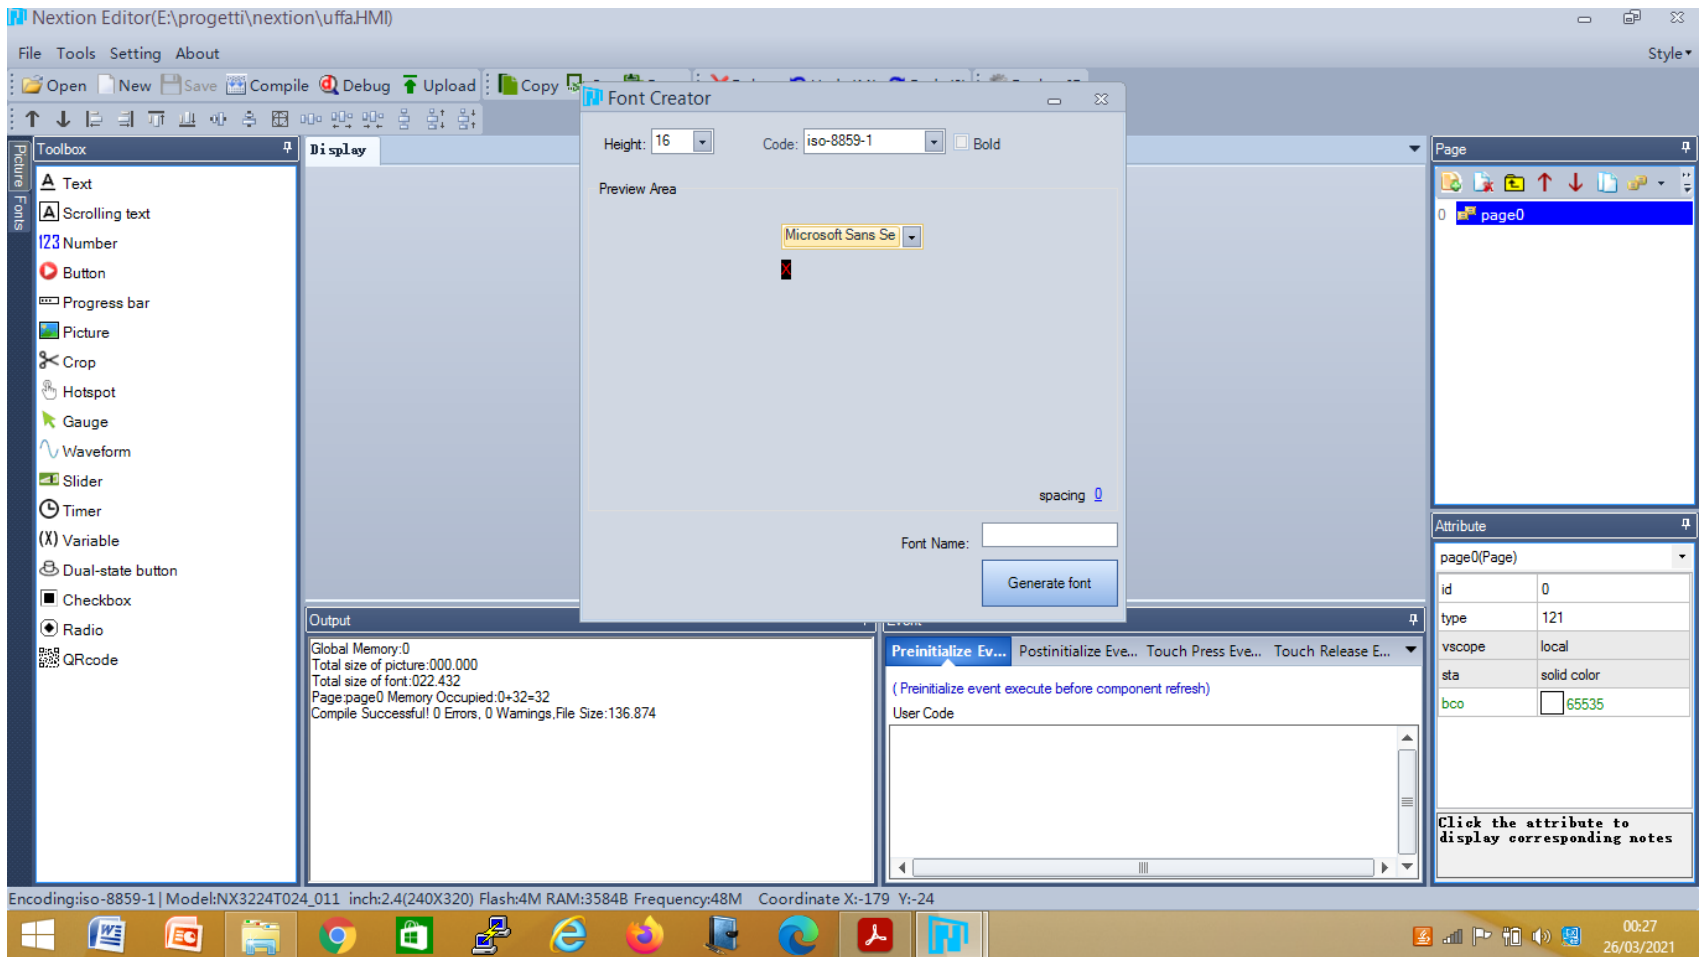 Nextion Editor(E:\progetti\nextion\uffa.HMI)
File Tools Setting About
Style
Open New Save Compile Debug Upload Copy
Font Creator
Height: 16 Code: iso-8859-1 Bold
Preview Area
Microsoft Sans Se
X
spacing 0
Font Name:
Generate font
Picture
Fonts
Toolbox
Text
Scrolling text
123 Number
Button
Progress bar
Picture
Crop
Hotspot
Gauge
Waveform
Slider
Timer
(X) Variable
Dual-state button
Checkbox
Radio
QRcode
Display
Output
Global Memory:0
Total size of picture:000.000
Total size of font:022.432
Page:page0 Memory Occupied:0+32=32
Compile Successful! 0 Errors, 0 Warnings,File Size:136.874
Event
Preinitialize Ev... Postinitialize Eve... Touch Press Eve... Touch Release E...
( Preinitialize event execute before component refresh)
User Code
Page
0 page0
Attribute
page0(Page)
id 0
type 121
vscope local
sta solid color
bco 65535
Click the attribute to
display corresponding notes
Encoding:iso-8859-1| Model:NX3224T024_011 inch:2.4(240X320) Flash:4M RAM:3584B Frequency:48M Coordinate X:-179 Y:-24
00:27
26/03/2021